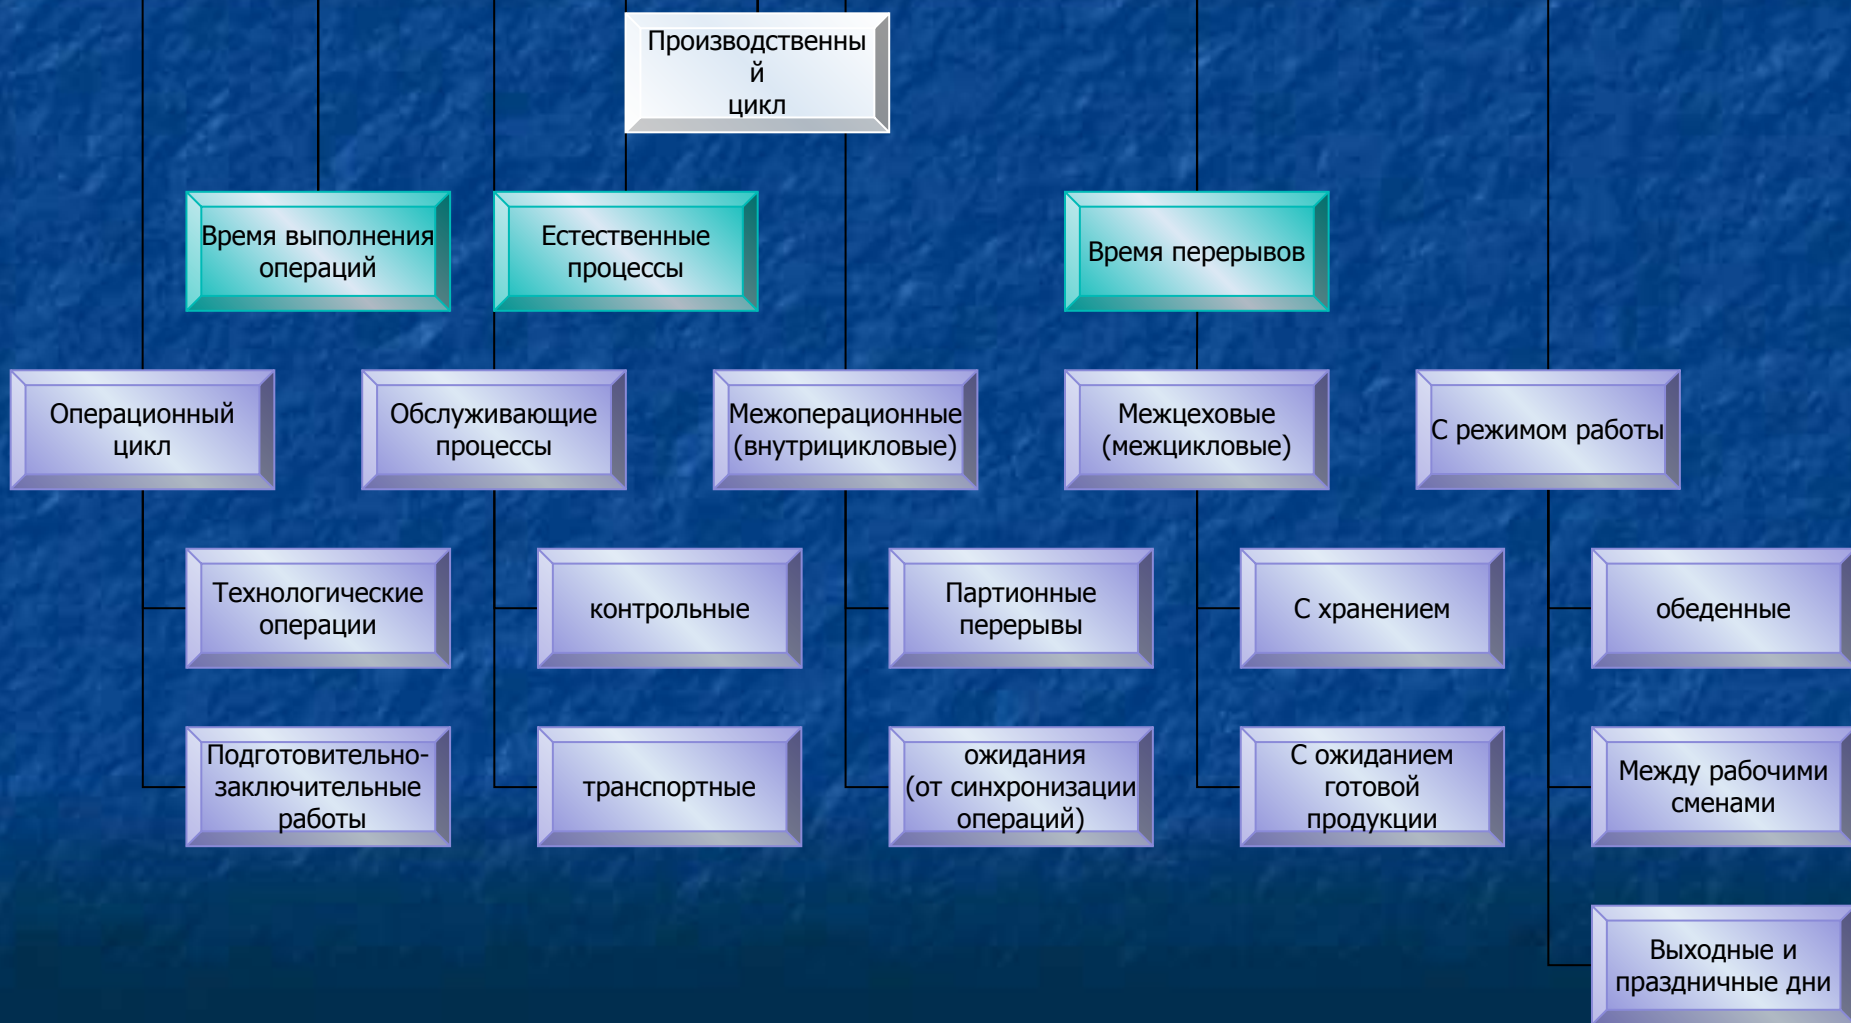 Производственны
й
цикл
Время выполнения
операций
Естественные
процессы
Время перерывов
Операционный
цикл
Обслуживающие
процессы
Межоперационные
(внутрицикловые)
Межцеховые
(межцикловые)
С режимом работы
Технологические
операции
контрольные
Партионные
перерывы
С хранением
обеденные
Подготовительно-
заключительные
работы
транспортные
ожидания
(от синхронизации
операций)
С ожиданием
готовой
продукции
Между рабочими
сменами
Выходные и
праздничные дни